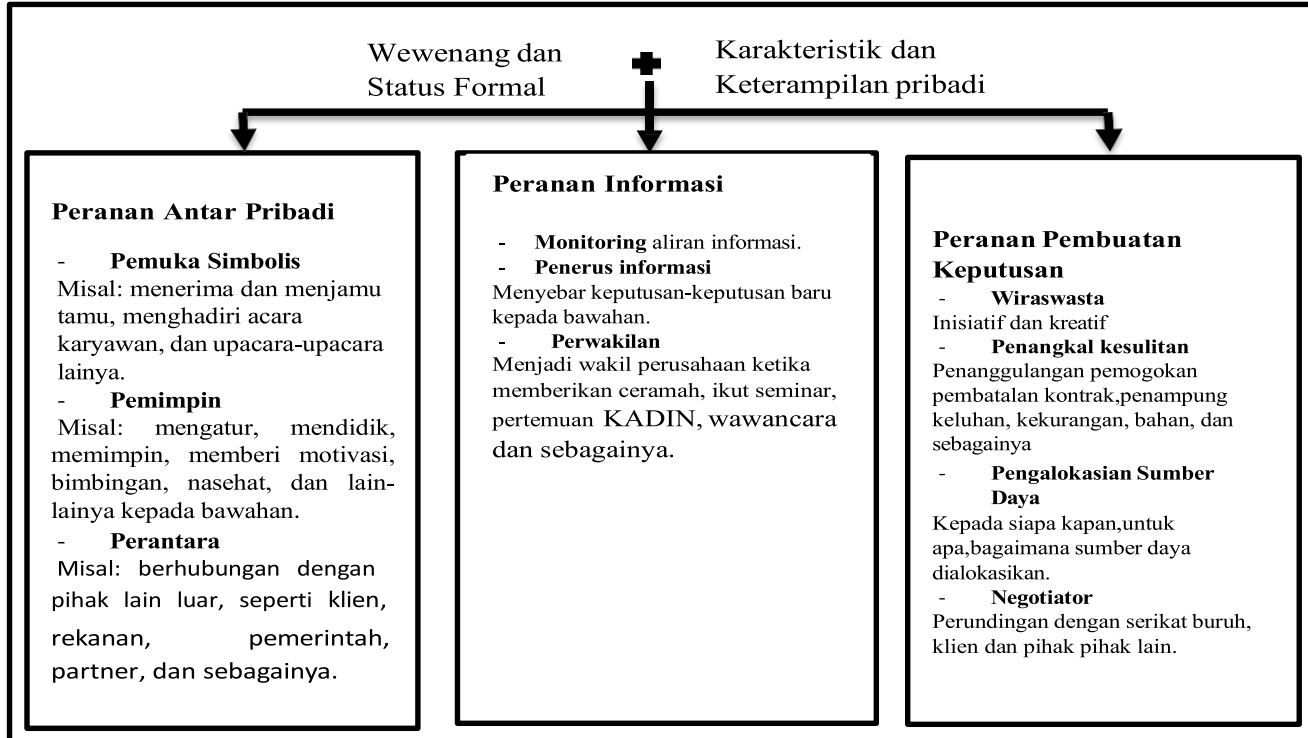 Wewenang dan
Status Formal
Karakteristik dan
Keterampilan pribadi
Peranan Antar Pribadi
- Pemuka Simbolis
Misal: menerima dan menjamu
tamu, menghadiri acara
karyawan, dan upacara-upacara
lainya.
- Pemimpin
Misal: mengatur, mendidik,
memimpin, memberi motivasi,
bimbingan, nasehat, dan lain-
lainya kepada bawahan.
- Perantara
Misal: berhubungan dengan
pihak lain luar, seperti klien,
rekanan, pemerintah,
partner, dan sebagainya.
Peranan Informasi
- Monitoring aliran informasi.
- Penerus informasi
Menyebar keputusan-keputusan baru
kepada bawahan.
- Perwakilan
Menjadi wakil perusahaan ketika
memberikan ceramah, ikut seminar,
pertemuan KADIN, wawancara
dan sebagainya.
Peranan Pembuatan
Keputusan
- Wiraswasta
Inisiatif dan kreatif
- Penangkal kesulitan
Penanggulangan pemogokan
pembatalan kontrak,penampung
keluhan, kekurangan, bahan, dan
sebagainya
- Pengalokasian Sumber
Daya
Kepada siapa kapan,untuk
apa,bagaimana sumber daya
dialokasikan.
- Negotiator
Perundingan dengan serikat buruh,
klien dan pihak pihak lain.